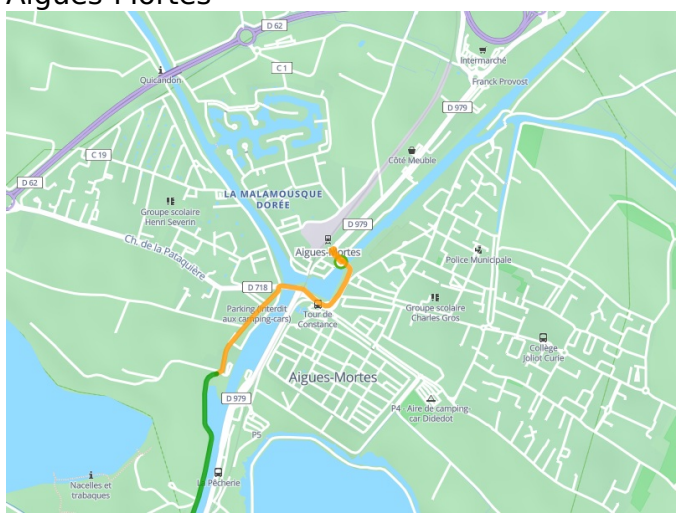 Aigues-Mortes
D 62
Quicandon
C 1
Intermarché
Franck Provost
D 979
Côté Meuble
C 19
D 62
LA MALAMOUSQUE
DORÉE
Groupe scolaire
Henri Severin
D 979
Aigues-Mortes
Ch. de la Pataquière
Police Municipale
D 718
Parking (interdit
aux camping-cars)
Tour de
Constance
Groupe scolaire
Charles Gros
Collège
Joliot Curie
Aigues-Mortes
D 979
P4 - Aire de camping-
car Didedot
P5
La Pêcherie
Nacelles et
trabaques